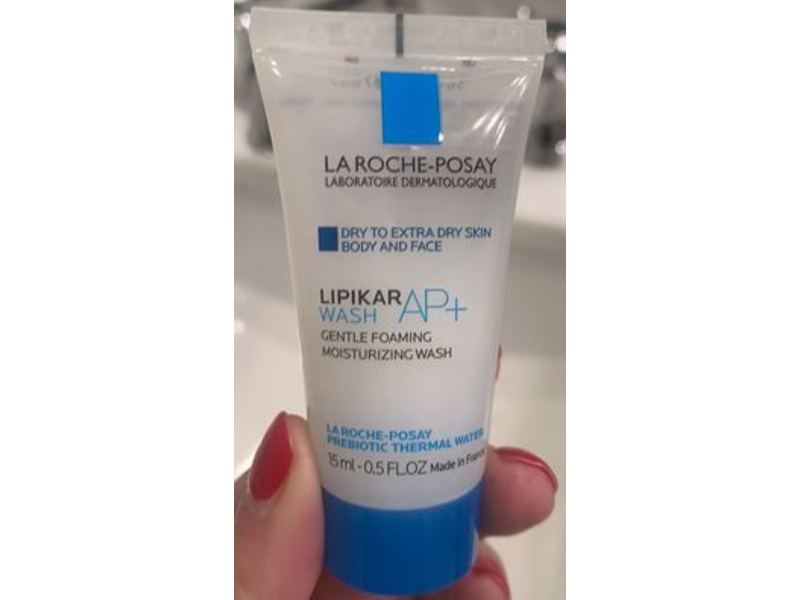 LA ROCHE-POSAY
LABORATOIRE DERMATOLOGIQUE
DRY TO EXTRA DRY SKIN
BODY AND FACE
LIPIKAR
WASH AP+
GENTLE FOAMING
MOISTURIZING WASH
LA ROCHE-POSAY
PREBIOTIC THERMAL WATER
15 ml - 0.5 FL.OZ Made in France